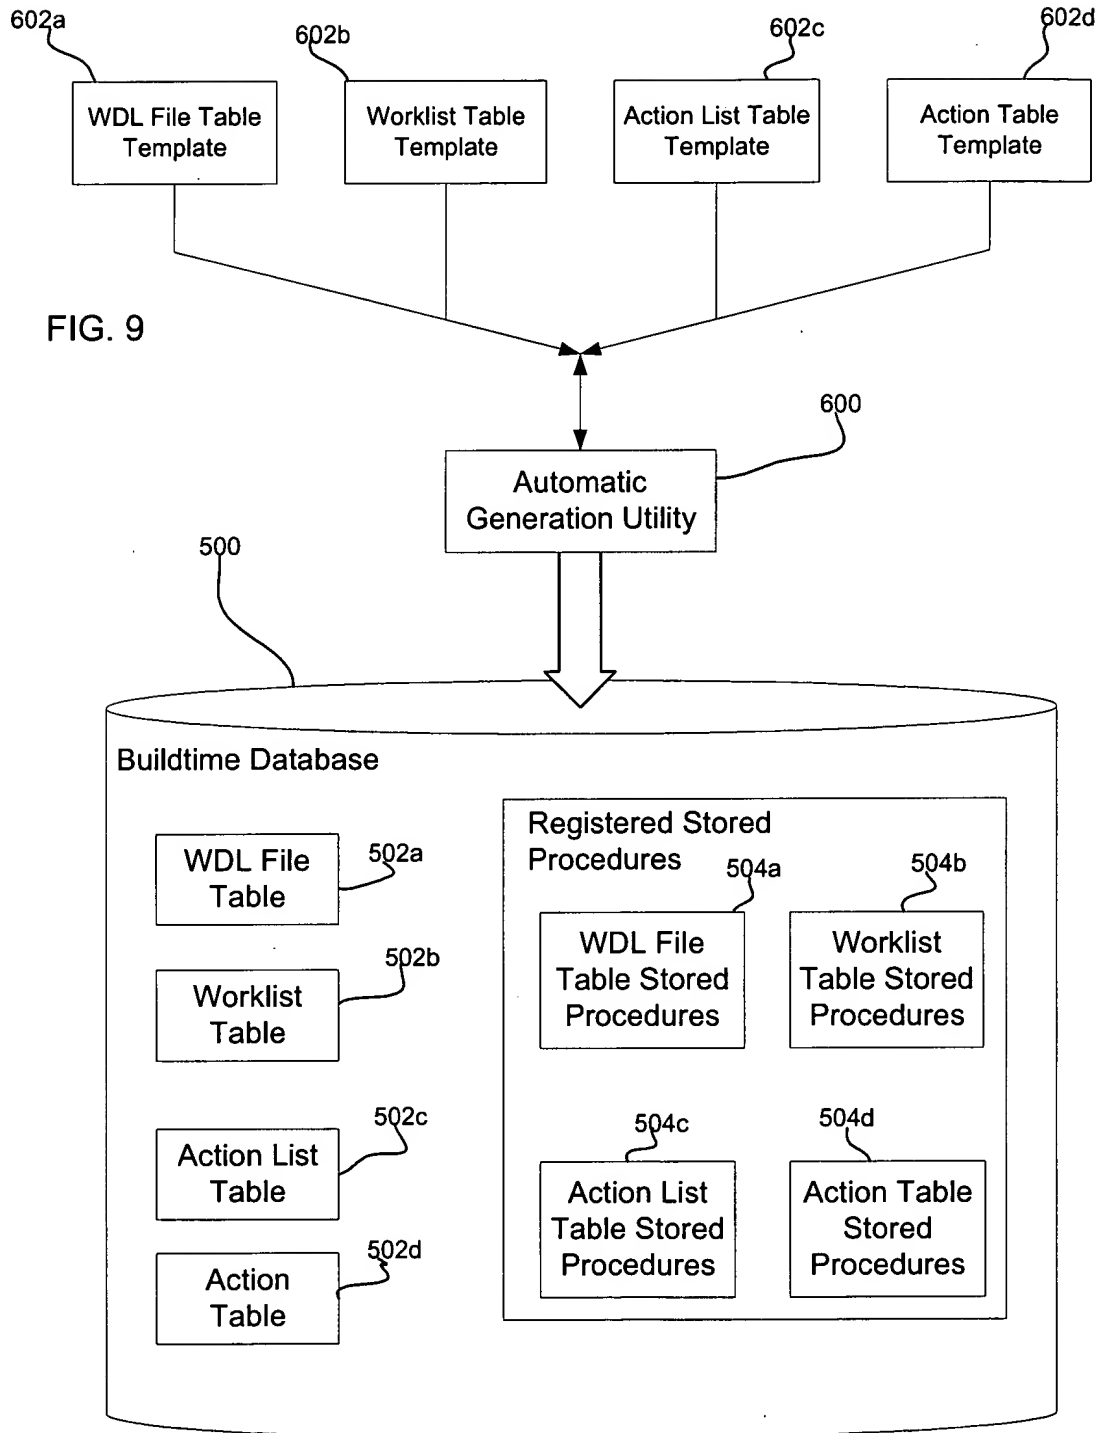 602a
602b
602c
602d
WDL File Table
Template
Worklist Table
Template
Action List Table
Template
Action Table
Template
FIG. 9
600
Automatic
Generation Utility
500
Buildtime Database
WDL File
Table
502a
Worklist
Table
502b
Action List
Table
502c
Action
Table
502d
Registered Stored
Procedures
504a
504b
WDL File
Table Stored
Procedures
Worklist
Table Stored
Procedures
504c
504d
Action List
Table Stored
Procedures
Action Table
Stored
Procedures